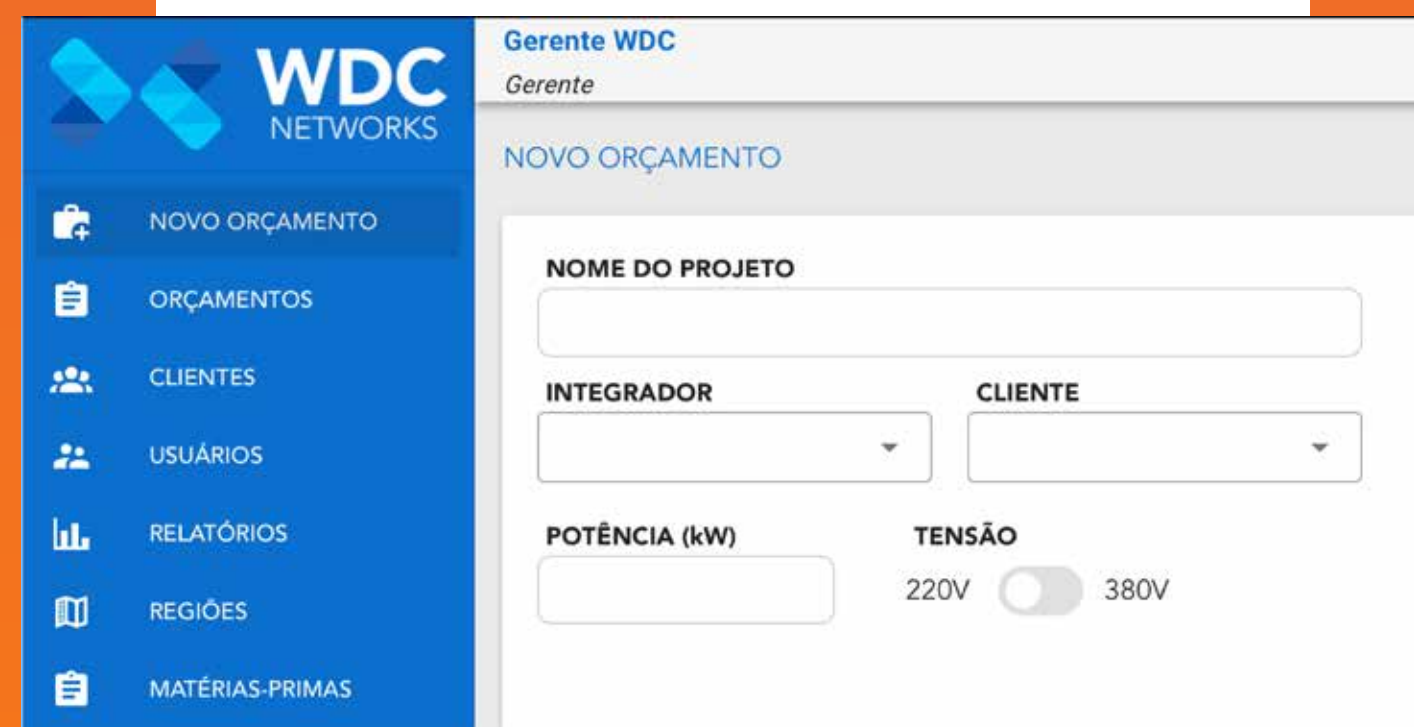 WDC
NETWORKS
NOVO ORÇAMENTO
ORÇAMENTOS
CLIENTES
USUÁRIOS
RELATÓRIOS
REGIÕES
MATÉRIAS-PRIMAS
Gerente WDC
Gerente
NOVO ORÇAMENTO
NOME DO PROJETO
INTEGRADOR CLIENTE
POTÊNCIA (kW) TENSÃO
220V 380V